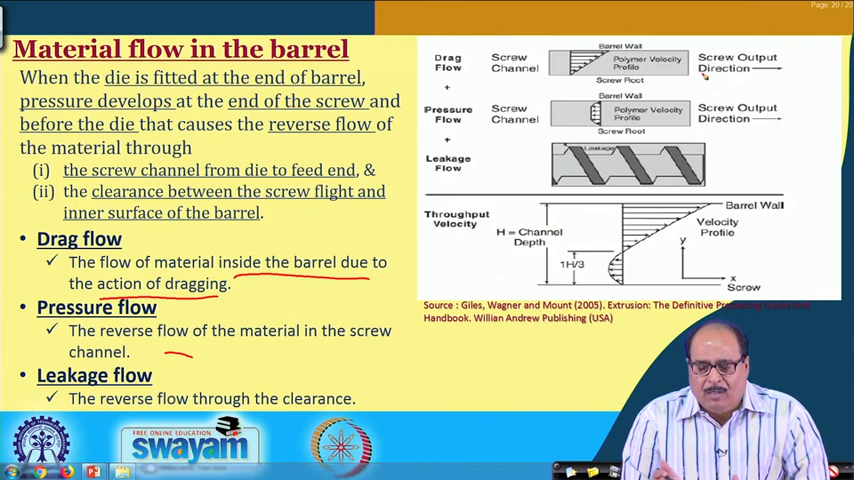 Page: 20 / 20
Material flow in the barrel
When the die is fitted at the end of barrel,
pressure develops at the end of the screw and
before the die that causes the reverse flow of
the material through
(i) the screw channel from die to feed end, &
(ii) the clearance between the screw flight and
inner surface of the barrel.
• Drag flow
✓ The flow of material inside the barrel due to
the action of dragging.
• Pressure flow
✓ The reverse flow of the material in the screw
channel.
• Leakage flow
✓ The reverse flow through the clearance.
Drag
Flow
+
Pressure
Flow
+
Leakage
Flow
Screw
Channel
Barrel Wall
Polymer Velocity
Profile
Screw Root
Screw Output
Direction
Screw
Channel
Barrel Wall
Polymer Velocity
Profile
Screw Root
Screw Output
Direction
Leakage
Throughput
Velocity
H = Channel
Depth
1H/3
Barrel Wall
Velocity
Profile
y
x
Screw
Source : Giles, Wagner and Mount (2005). Extrusion: The Definitive Processing Guide and
Handbook. Willian Andrew Publishing (USA)
FREE ONLINE EDUCATION
swayam